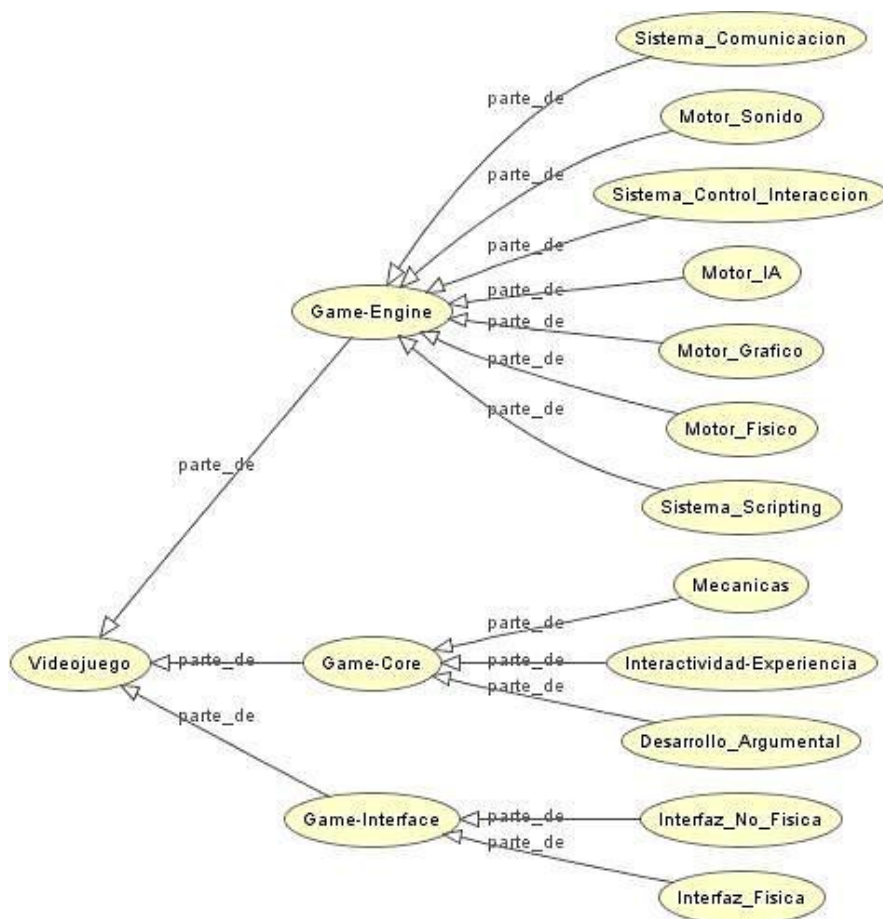 Sistema_Comunicacion
parte_de
Motor_Sonido
parte_de
Sistema_Control_Interaccion
parte_de
Motor_IA
parte_de
Game-Engine
parte_de
Motor_Grafico
parte_de
Motor_Fisico
parte_de
parte_de
Sistema_Scripting
Mecanicas
parte_de
Videojuego
parte_de
Game-Core
parte_de
Interactividad-Experiencia
parte_de
parte_de
Desarrollo_Argumental
Game-Interface
parte_de
Interfaz_No_Fisica
parte_de
Interfaz_Fisica